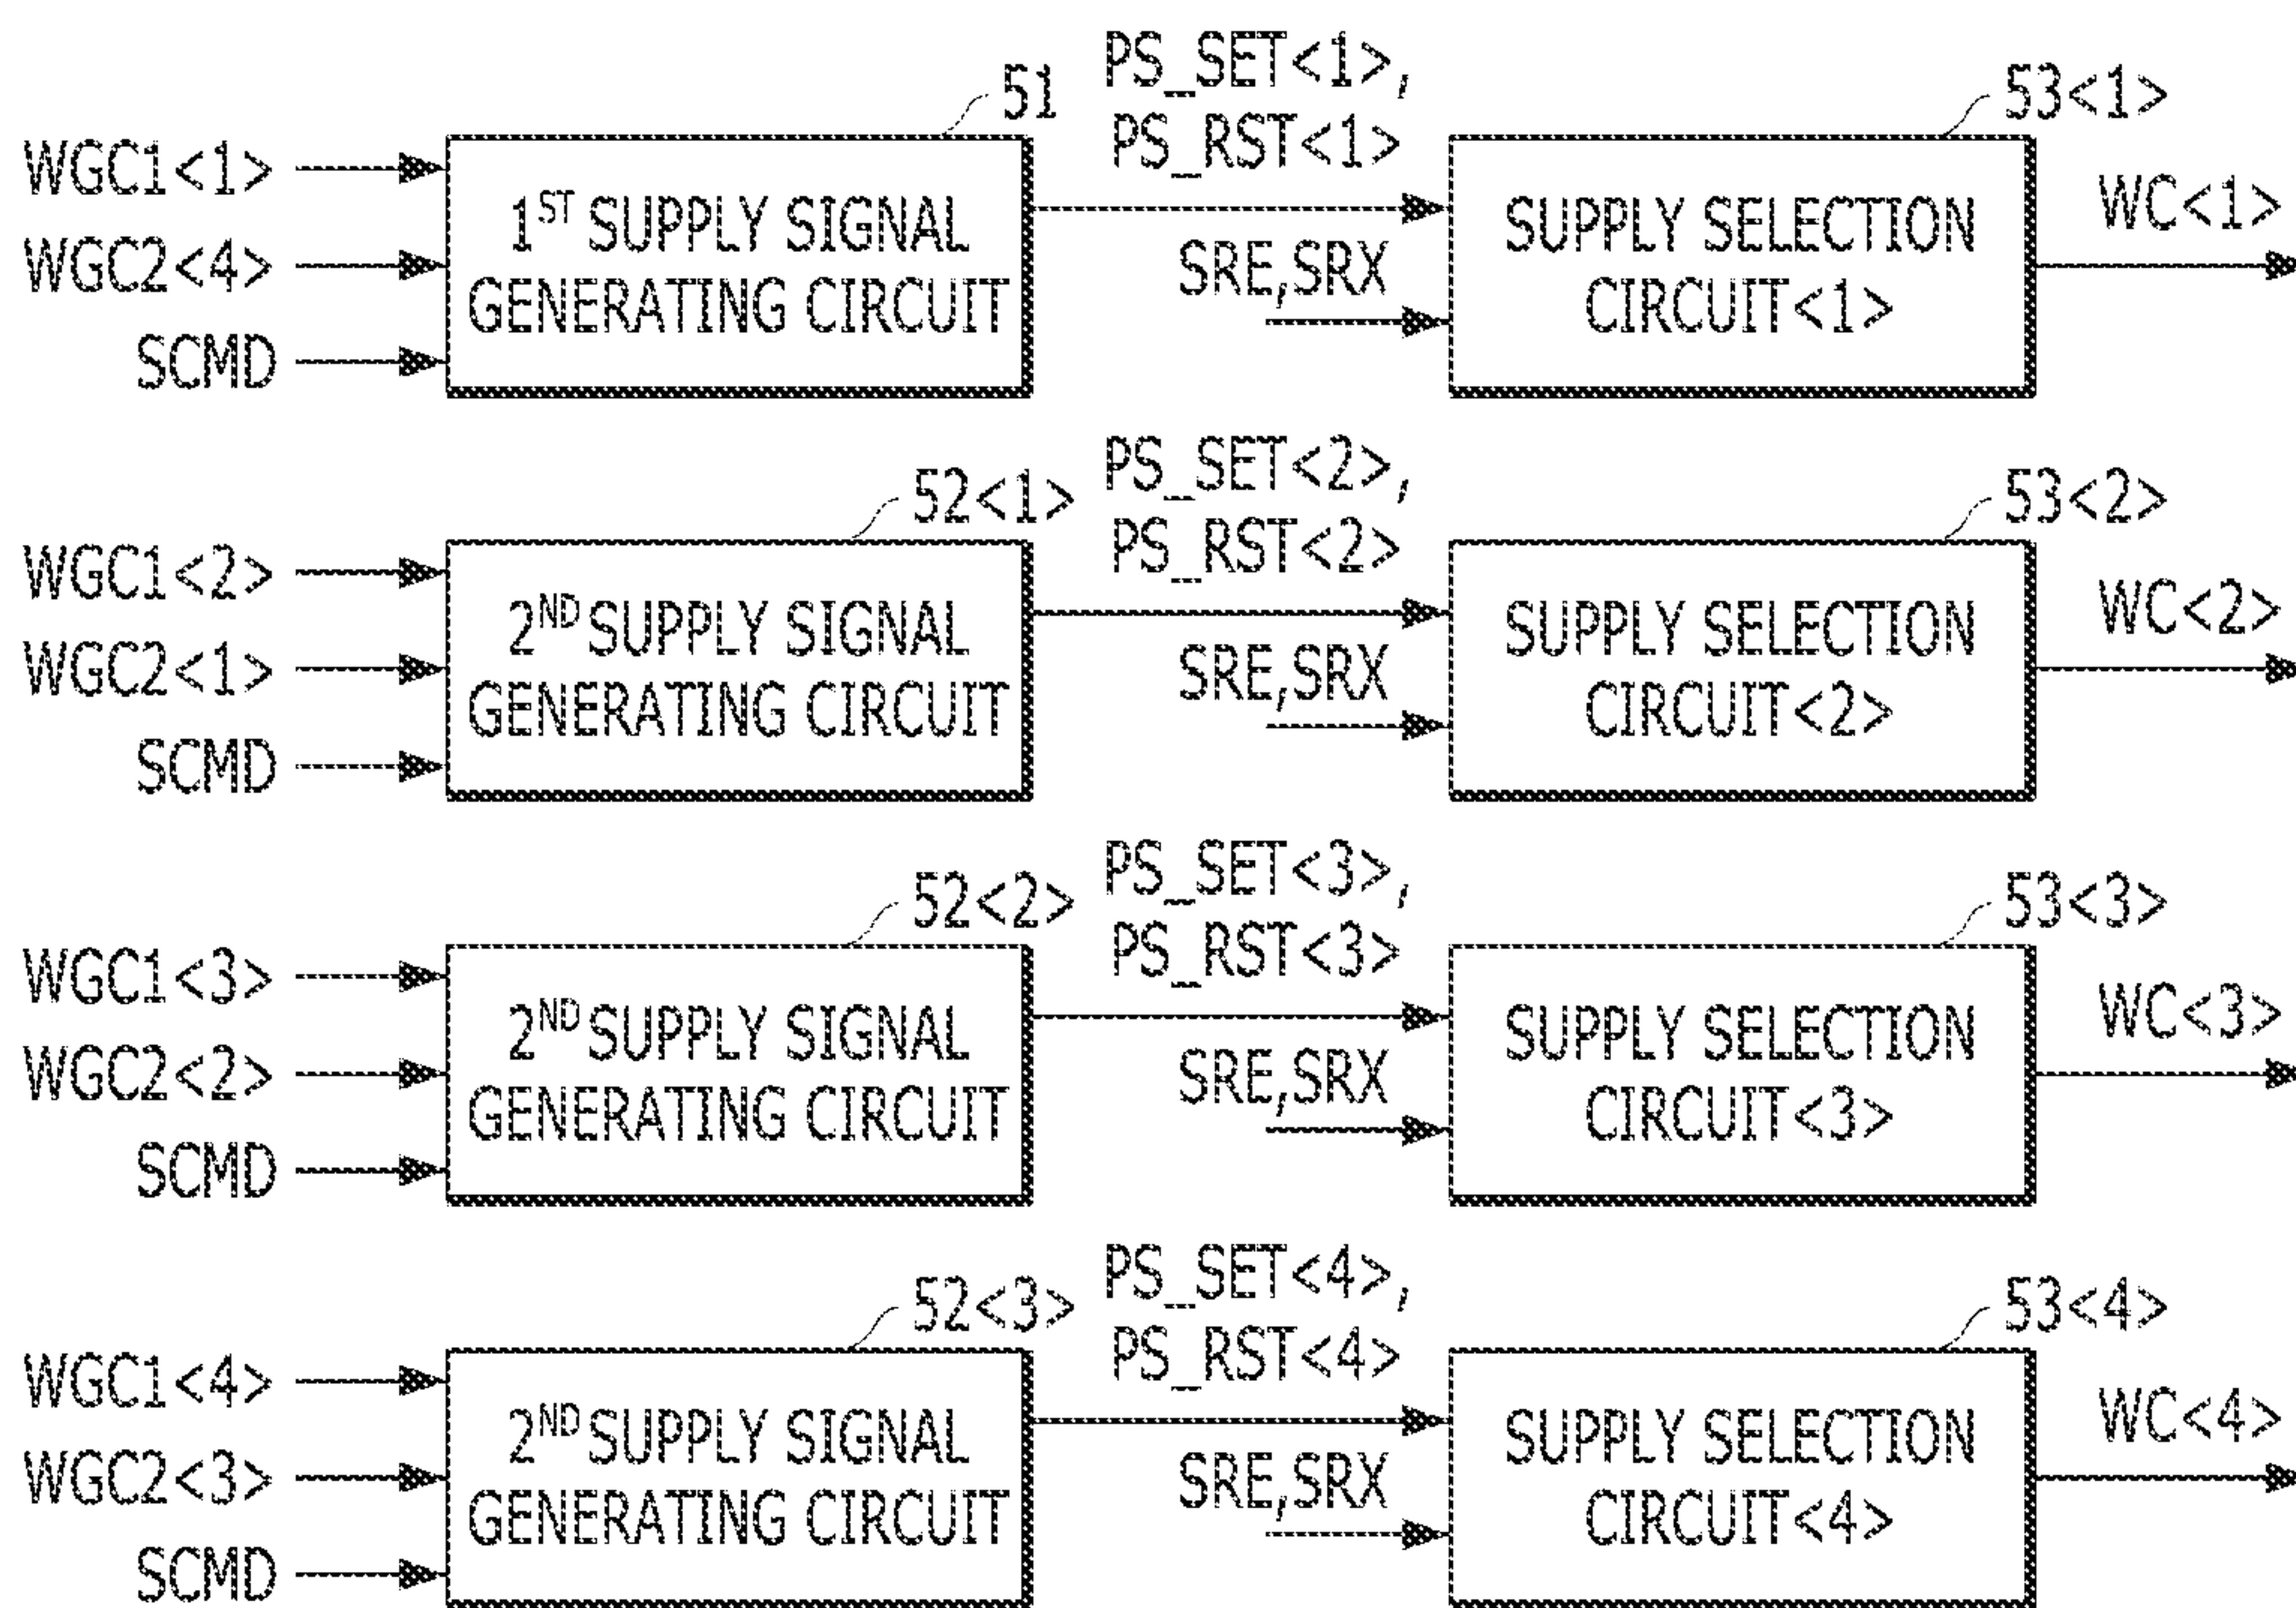 51
PS_SET<1>,
PS_RST<1>
53<1>
WGC1<1>
WGC2<4>
SCMD
1ST SUPPLY SIGNAL
GENERATING CIRCUIT
SRE,SRX
SUPPLY SELECTION
CIRCUIT<1>
WC<1>
52<1>
PS_SET<2>,
PS_RST<2>
53<2>
WGC1<2>
WGC2<1>
SCMD
2ND SUPPLY SIGNAL
GENERATING CIRCUIT
SRE,SRX
SUPPLY SELECTION
CIRCUIT<2>
WC<2>
52<2>
PS_SET<3>,
PS_RST<3>
53<3>
WGC1<3>
WGC2<2>
SCMD
2ND SUPPLY SIGNAL
GENERATING CIRCUIT
SRE,SRX
SUPPLY SELECTION
CIRCUIT<3>
WC<3>
52<3>
PS_SET<4>,
PS_RST<4>
53<4>
WGC1<4>
WGC2<3>
SCMD
2ND SUPPLY SIGNAL
GENERATING CIRCUIT
SRE,SRX
SUPPLY SELECTION
CIRCUIT<4>
WC<4>